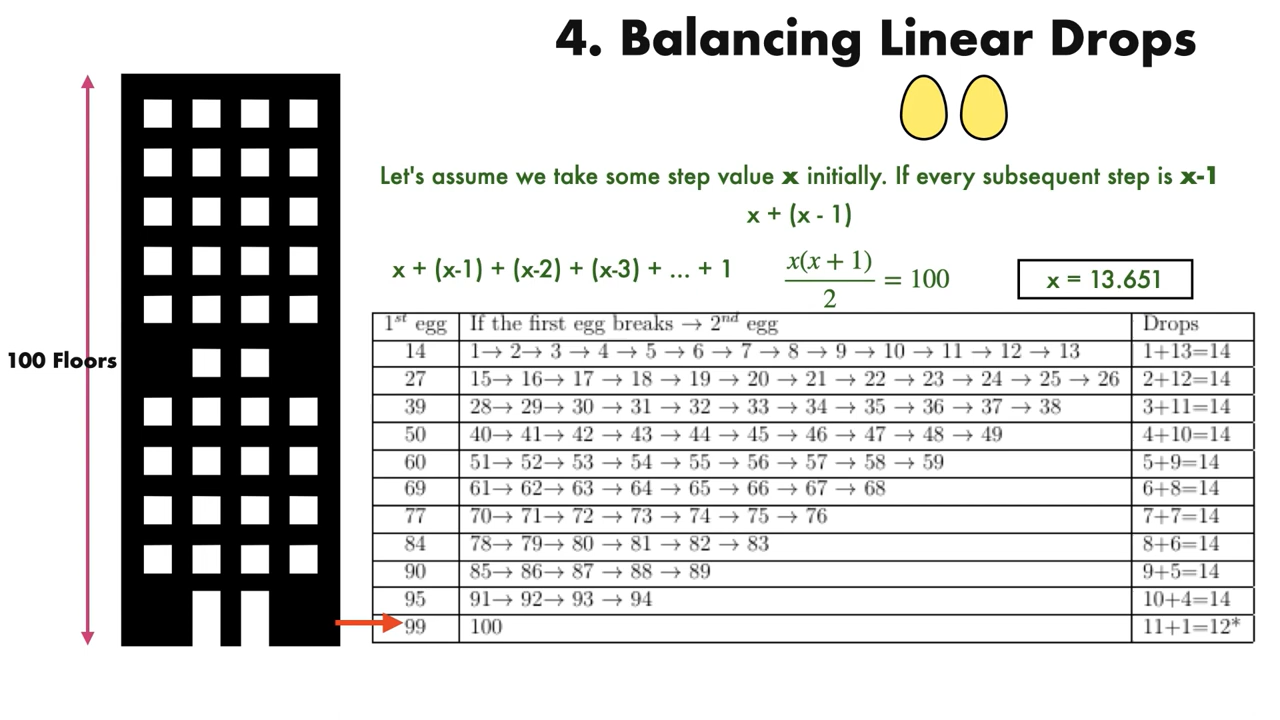 4. Balancing Linear Drops
Let's assume we take some step value x initially. If every subsequent step is x-1
x + (x - 1)
x + (x-1) + (x-2) + (x-3) + ... + 1
x(x + 1)
2
= 100
x = 13.651
100 Floors
1st egg If the first egg breaks → 2nd egg Drops
14 1→ 2→ 3 → 4 → 5 → 6 → 7 → 8 → 9 → 10 → 11 → 12 → 13 1+13=14
27 15→ 16→ 17 → 18 → 19 → 20 → 21 → 22 → 23 → 24 → 25 → 26 2+12=14
39 28→ 29→ 30 → 31 → 32 → 33 → 34 → 35 → 36 → 37 → 38 3+11=14
50 40→ 41→ 42 → 43 → 44 → 45 → 46 → 47 → 48 → 49 4+10=14
60 51→ 52→ 53 → 54 → 55 → 56 → 57 → 58 → 59 5+9=14
69 61→ 62→ 63 → 64 → 65 → 66 → 67 → 68 6+8=14
77 70→ 71→ 72 → 73 → 74 → 75 → 76 7+7=14
84 78→ 79→ 80 → 81 → 82 → 83 8+6=14
90 85→ 86→ 87 → 88 → 89 9+5=14
95 91→ 92→ 93 → 94 10+4=14
99 100 11+1=12*